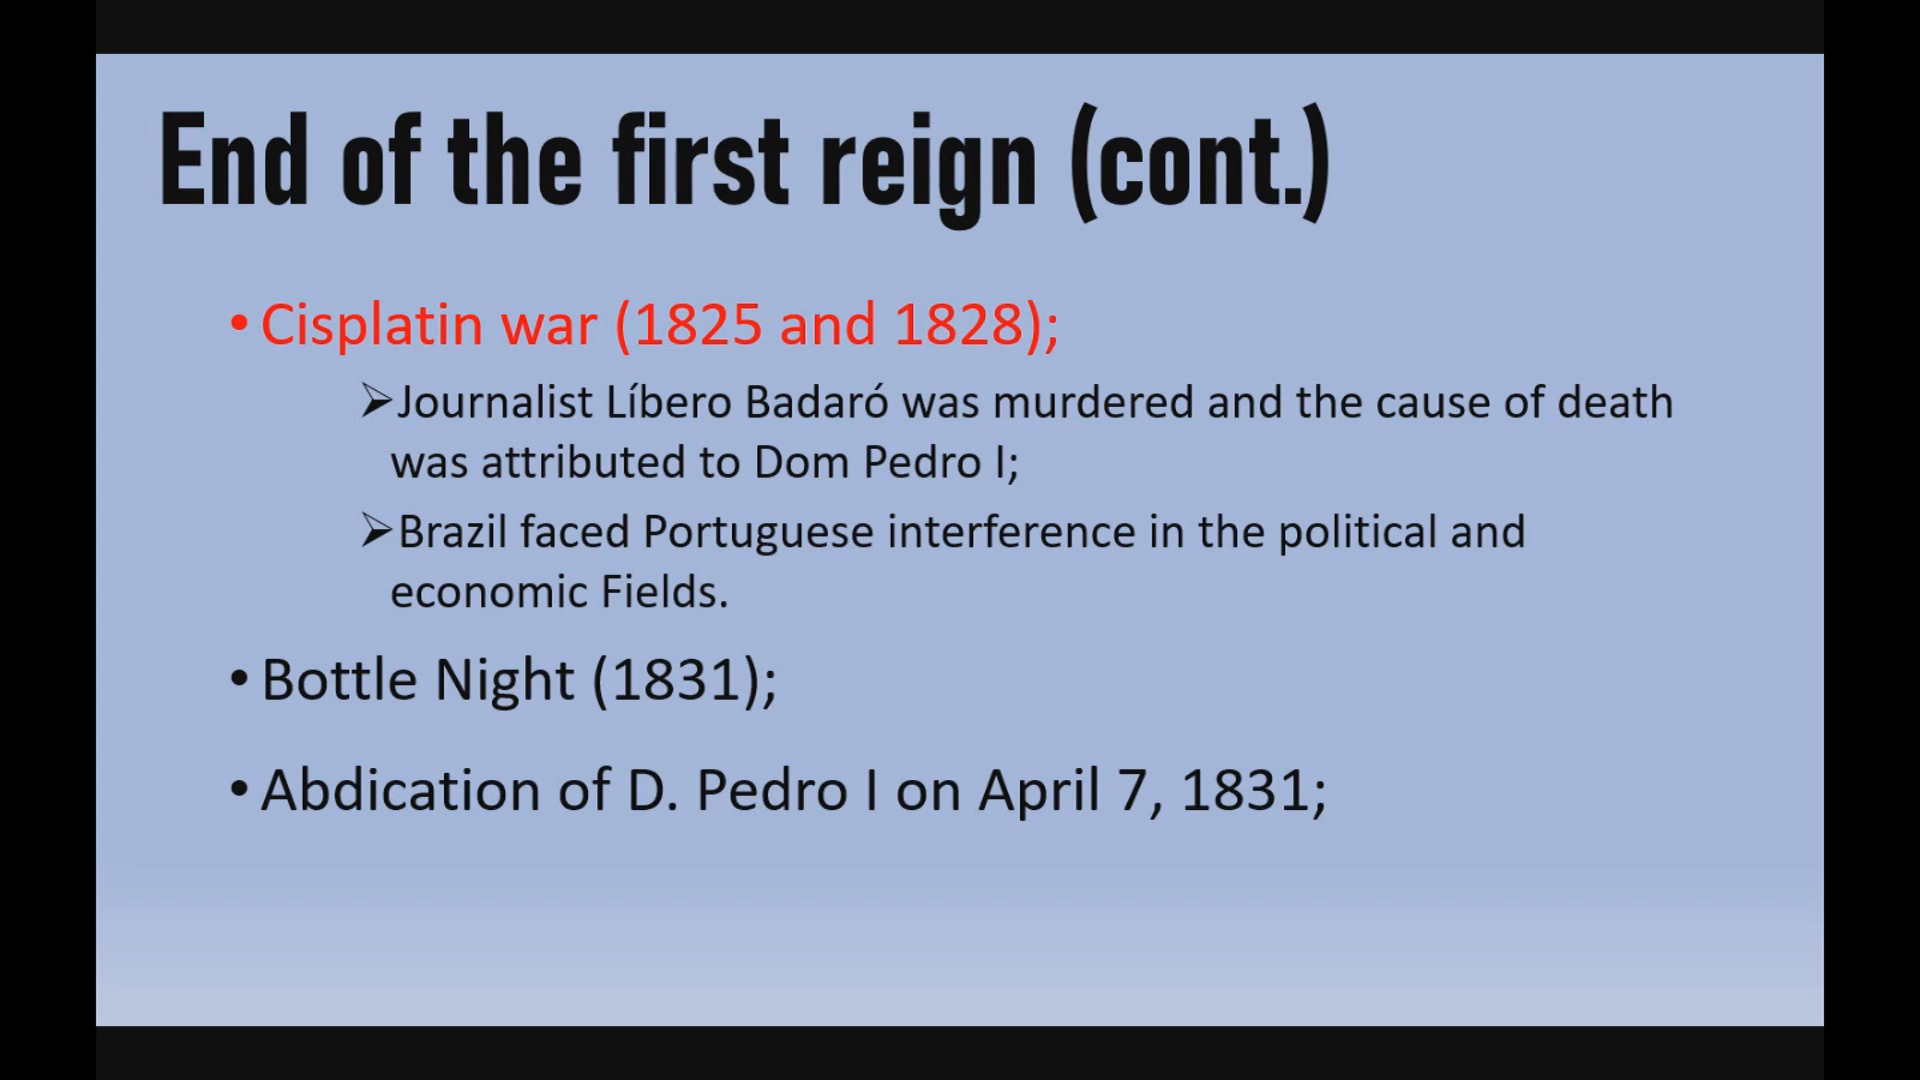 End of the first reign (cont.)
• Cisplatin war (1825 and 1828);
➢Journalist Líbero Badaró was murdered and the cause of death
was attributed to Dom Pedro I;
➢Brazil faced Portuguese interference in the political and
economic Fields.
• Bottle Night (1831);
• Abdication of D. Pedro I on April 7, 1831;